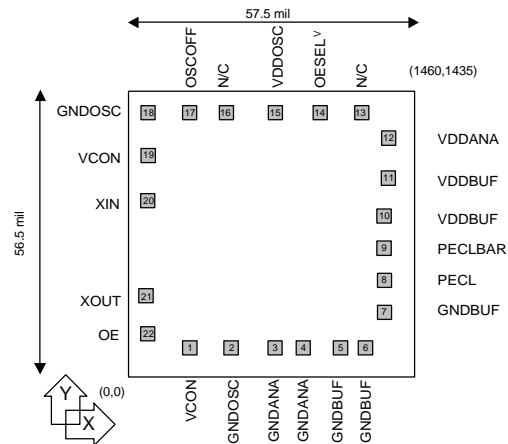 57.5 mil
OSCOFF
N/C
VDDOSC
OESEL^V
N/C
(1460,1435)
GNDOSC
18
17
16
15
14
13
12
VDDANA
VCON
19
11
VDDBUF
XIN
20
10
VDDBUF
56.5 mil
9
PECLBAR
8
PECL
XOUT
21
7
GNDBUF
OE
22
1
2
3
4
5
6
(0,0)
Y
X
VCON
GNDOSC
GNDANA
GNDANA
GNDBUF
GNDBUF